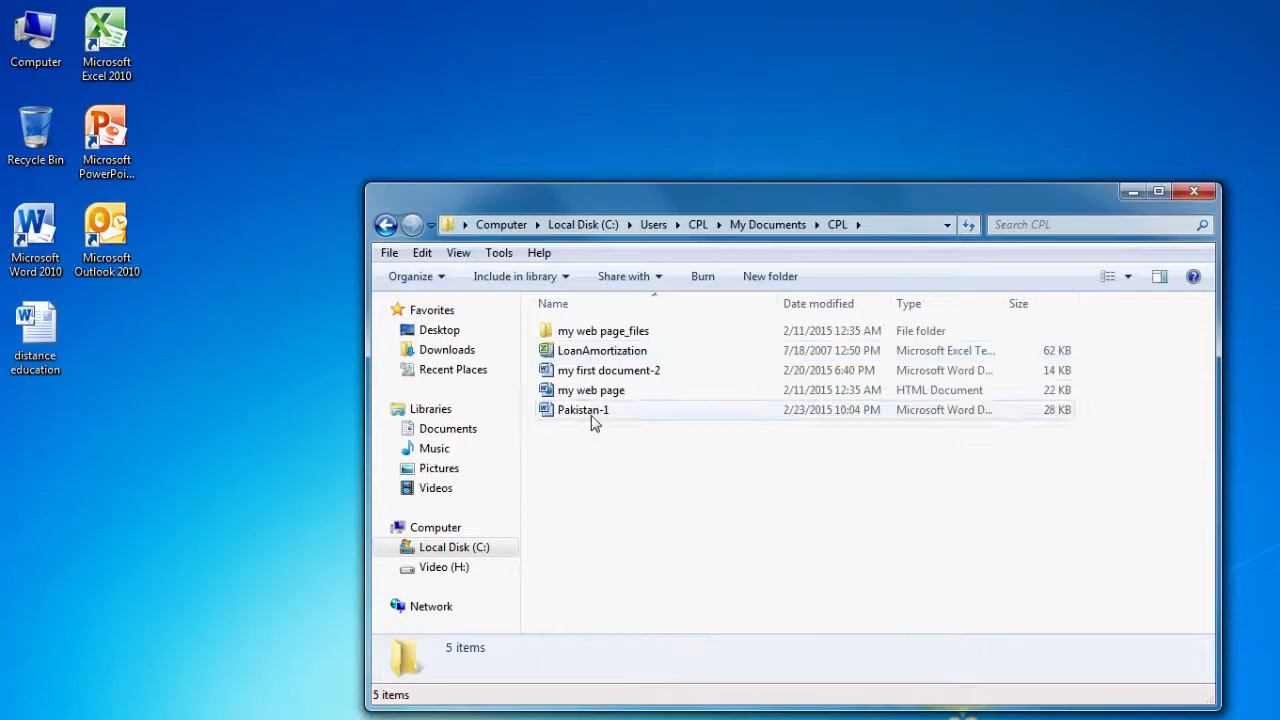 Computer
Microsoft
Excel 2010
Recycle Bin
Microsoft
PowerPoi...
Microsoft
Word 2010
Microsoft
Outlook 2010
distance
education
Computer Local Disk (C:) Users CPL My Documents CPL
Search CPL
File Edit View Tools Help
Organize Include in library Share with Burn New folder
Favorites
Desktop
Downloads
Recent Places
Libraries
Documents
Music
Pictures
Videos
Computer
Local Disk (C:)
Video (H:)
Network
Name Date modified Type Size
my web page_files 2/11/2015 12:35 AM File folder
LoanAmortization 7/18/2007 12:50 PM Microsoft Excel Te... 62 KB
my first document-2 2/20/2015 6:40 PM Microsoft Word D... 14 KB
my web page 2/11/2015 12:35 AM HTML Document 22 KB
Pakistan-1 2/23/2015 10:04 PM Microsoft Word D... 28 KB
5 items
5 items